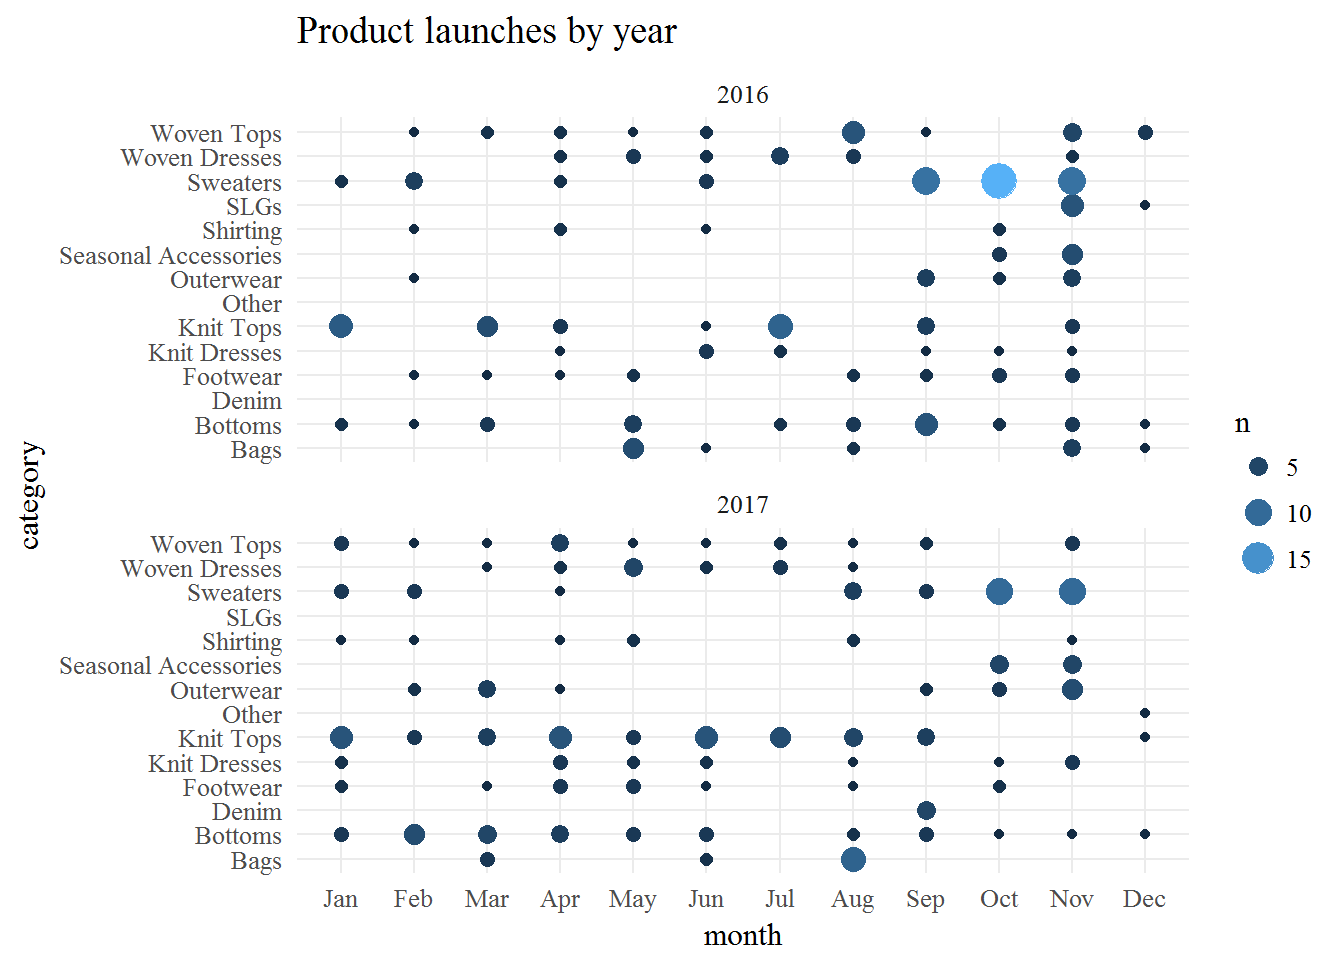 Product launches by year
2016
Woven Tops
Woven Dresses
Sweaters
SLGs
Shirting
Seasonal Accessories
Outerwear
Other
Knit Tops
Knit Dresses
Footwear
Denim
Bottoms
Bags
category
n
5
10
15
2017
Woven Tops
Woven Dresses
Sweaters
SLGs
Shirting
Seasonal Accessories
Outerwear
Other
Knit Tops
Knit Dresses
Footwear
Denim
Bottoms
Bags
Jan Feb Mar Apr May Jun Jul Aug Sep Oct Nov Dec
month